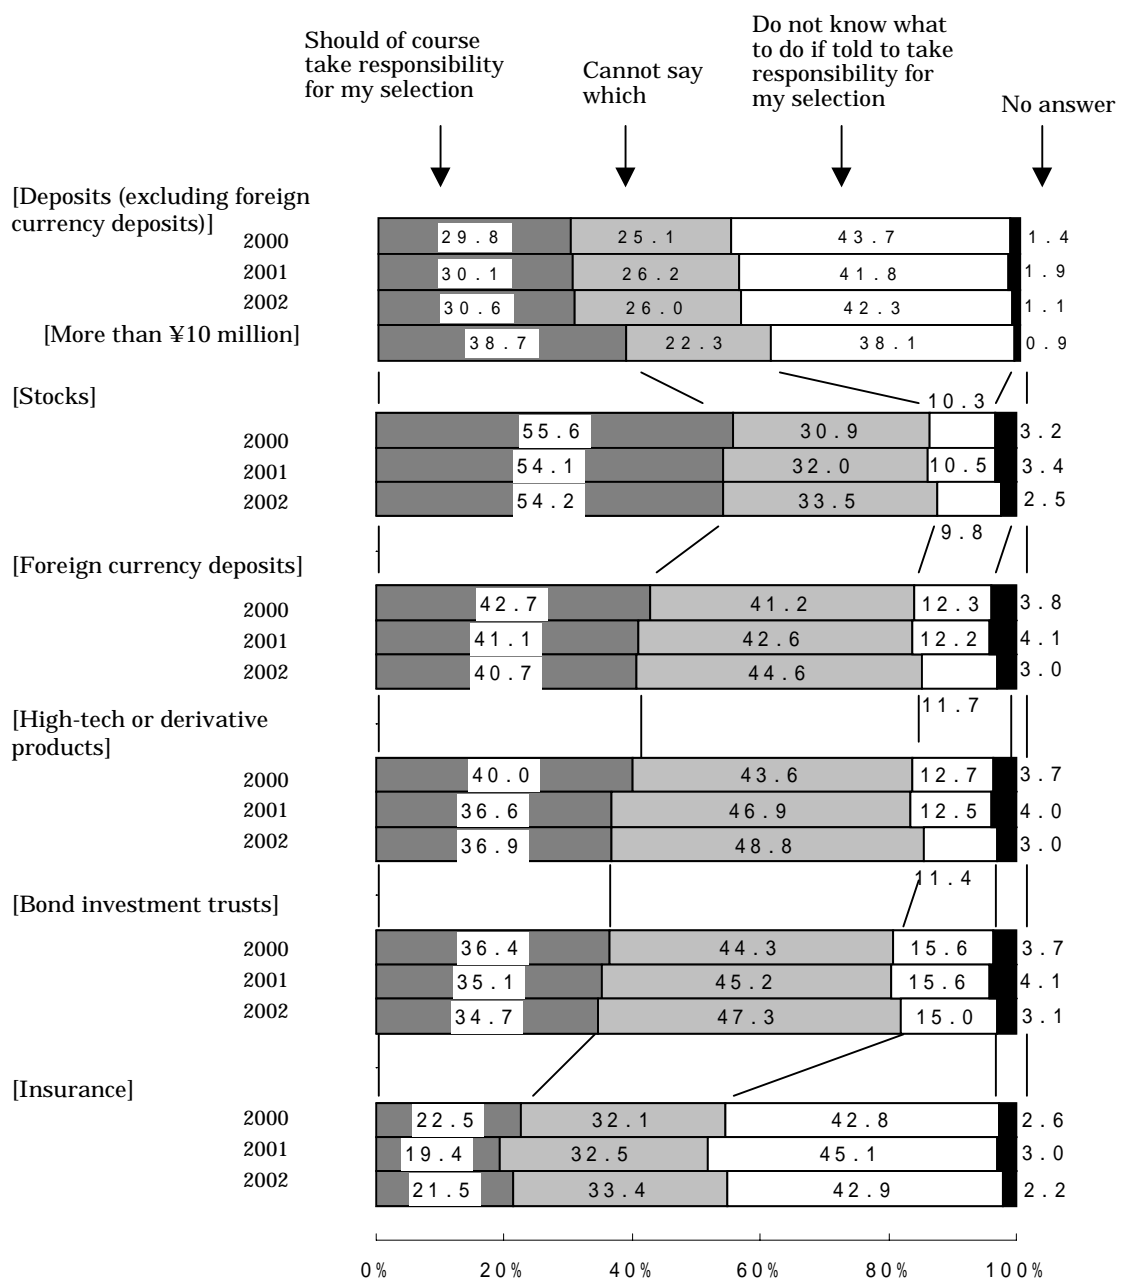 Should of course
take responsibility
for my selection
Cannot say
which
Do not know what
to do if told to take
responsibility for
my selection
No answer
[Deposits (excluding foreign
currency deposits)]
2000 29.8 25.1 43.7 1.4
2001 30.1 26.2 41.8 1.9
2002 30.6 26.0 42.3 1.1
[More than ¥10 million] 38.7 22.3 38.1 0.9
[Stocks]
10.3
2000 55.6 30.9 3.2
2001 54.1 32.0 10.5 3.4
2002 54.2 33.5 2.5
9.8
[Foreign currency deposits]
2000 42.7 41.2 12.3 3.8
2001 41.1 42.6 12.2 4.1
2002 40.7 44.6 3.0
11.7
[High-tech or derivative
products]
2000 40.0 43.6 12.7 3.7
2001 36.6 46.9 12.5 4.0
2002 36.9 48.8 3.0
11.4
[Bond investment trusts]
2000 36.4 44.3 15.6 3.7
2001 35.1 45.2 15.6 4.1
2002 34.7 47.3 15.0 3.1
[Insurance]
2000 22.5 32.1 42.8 2.6
2001 19.4 32.5 45.1 3.0
2002 21.5 33.4 42.9 2.2
0% 20% 40% 60% 80% 100%